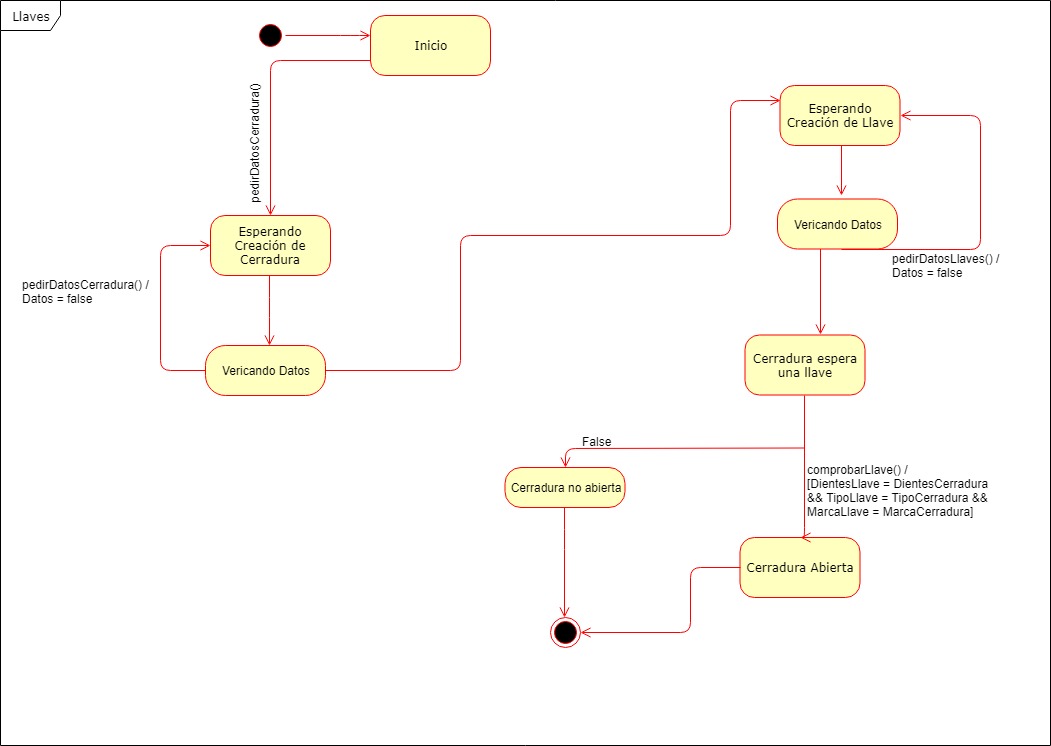 Llaves
Inicio
pedirDatosCerradura()
Esperando
Creación de
Cerradura
pedirDatosCerradura() /
Datos = false
Vericando Datos
Esperando
Creación de Llave
Vericando Datos
pedirDatosLlaves() /
Datos = false
Cerradura espera
una llave
False
Cerradura no abierta
comprobarLlave() /
[DientesLlave = DientesCerradura
&& TipoLlave = TipoCerradura &&
MarcaLlave = MarcaCerradura]
Cerradura Abierta